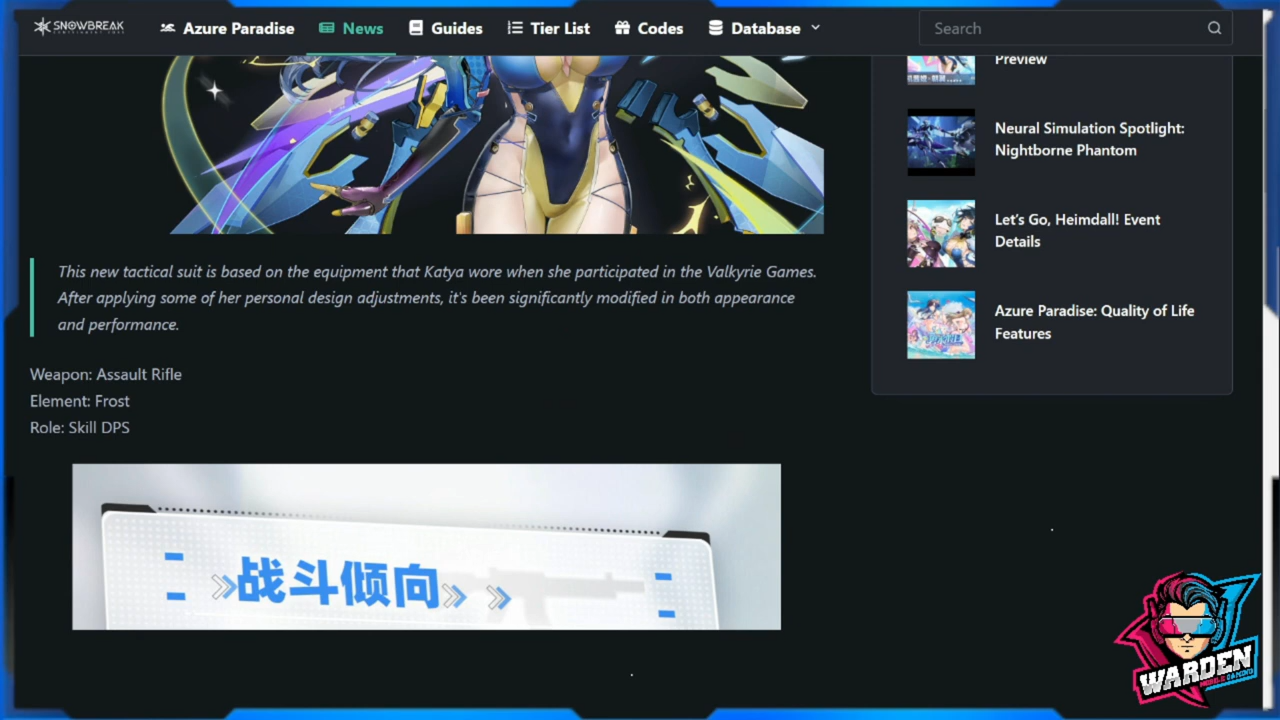 SNOWBREAK
Azure Paradise
News
Guides
Tier List
Codes
Database
Search
Preview
Neural Simulation Spotlight:
Nightborne Phantom
Let's Go, Heimdall! Event
Details
Azure Paradise: Quality of Life
Features
This new tactical suit is based on the equipment that Katya wore when she participated in the Valkyrie Games.
After applying some of her personal design adjustments, it's been significantly modified in both appearance
and performance.
Weapon: Assault Rifle
Element: Frost
Role: Skill DPS
战斗倾向
WARDEN
MOBILE GAMING